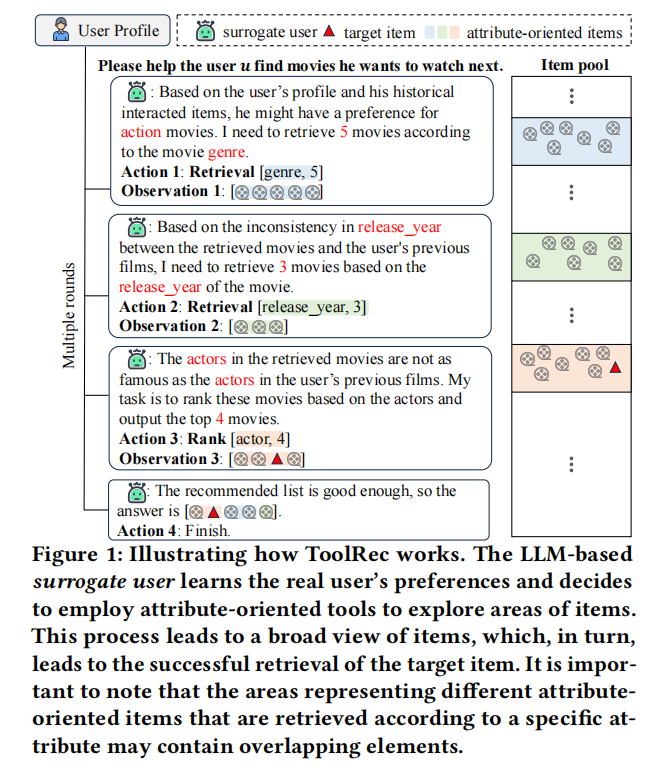 User Profile
surrogate user target item attribute-oriented items
Please help the user u find movies he wants to watch next.
Item pool
: Based on the user's profile and his historical
interacted items, he might have a preference for
action movies. I need to retrieve 5 movies according
to the movie genre.
Action 1: Retrieval [genre, 5]
Observation 1: [ ]
: Based on the inconsistency in release_year
between the retrieved movies and the user's previous
films, I need to retrieve 3 movies based on the
release_year of the movie.
Action 2: Retrieval [release_year, 3]
Observation 2: [ ]
Multiple rounds
: The actors in the retrieved movies are not as
famous as the actors in the user's previous films. My
task is to rank these movies based on the actors and
output the top 4 movies.
Action 3: Rank [actor, 4]
Observation 3: [ ]
: The recommended list is good enough, so the
answer is [ ].
Action 4: Finish.
Figure 1: Illustrating how ToolRec works. The LLM-based
surrogate user learns the real user's preferences and decides
to employ attribute-oriented tools to explore areas of items.
This process leads to a broad view of items, which, in turn,
leads to the successful retrieval of the target item. It is impor-
tant to note that the areas representing different attribute-
oriented items that are retrieved according to a specific at-
tribute may contain overlapping elements.